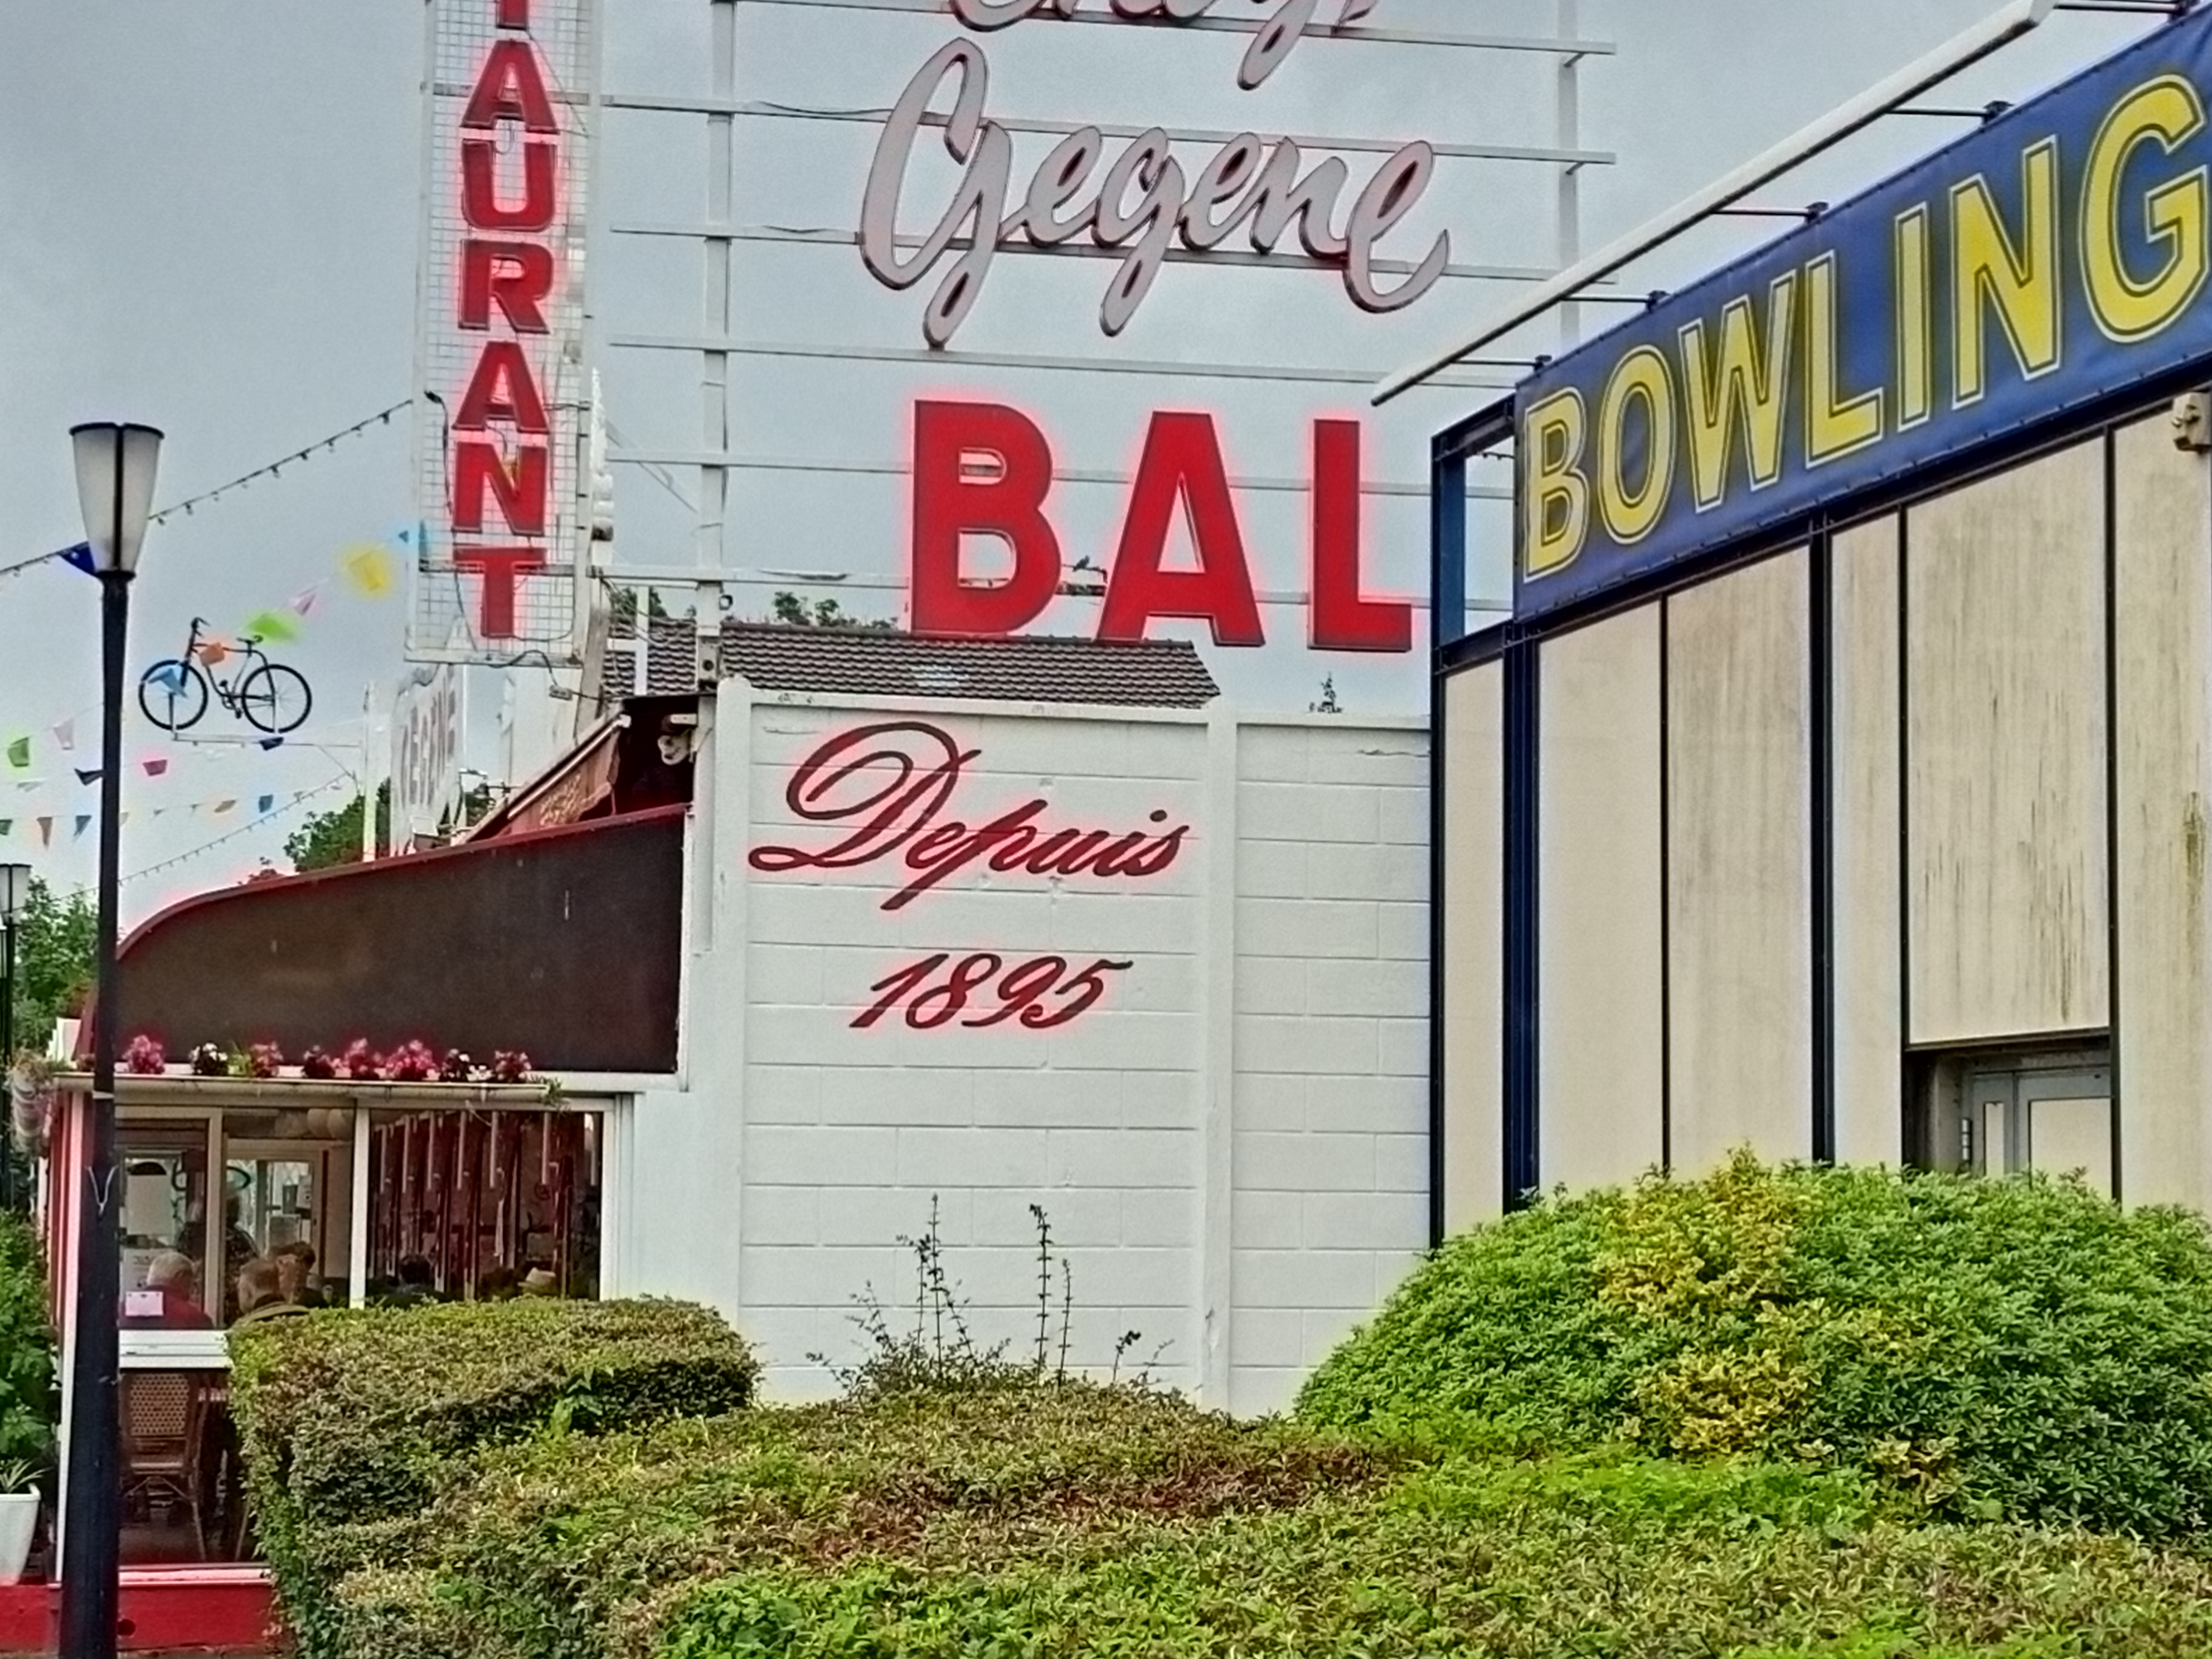 AURANT
Gegene
BAL
BOWLING
Depuis
1895